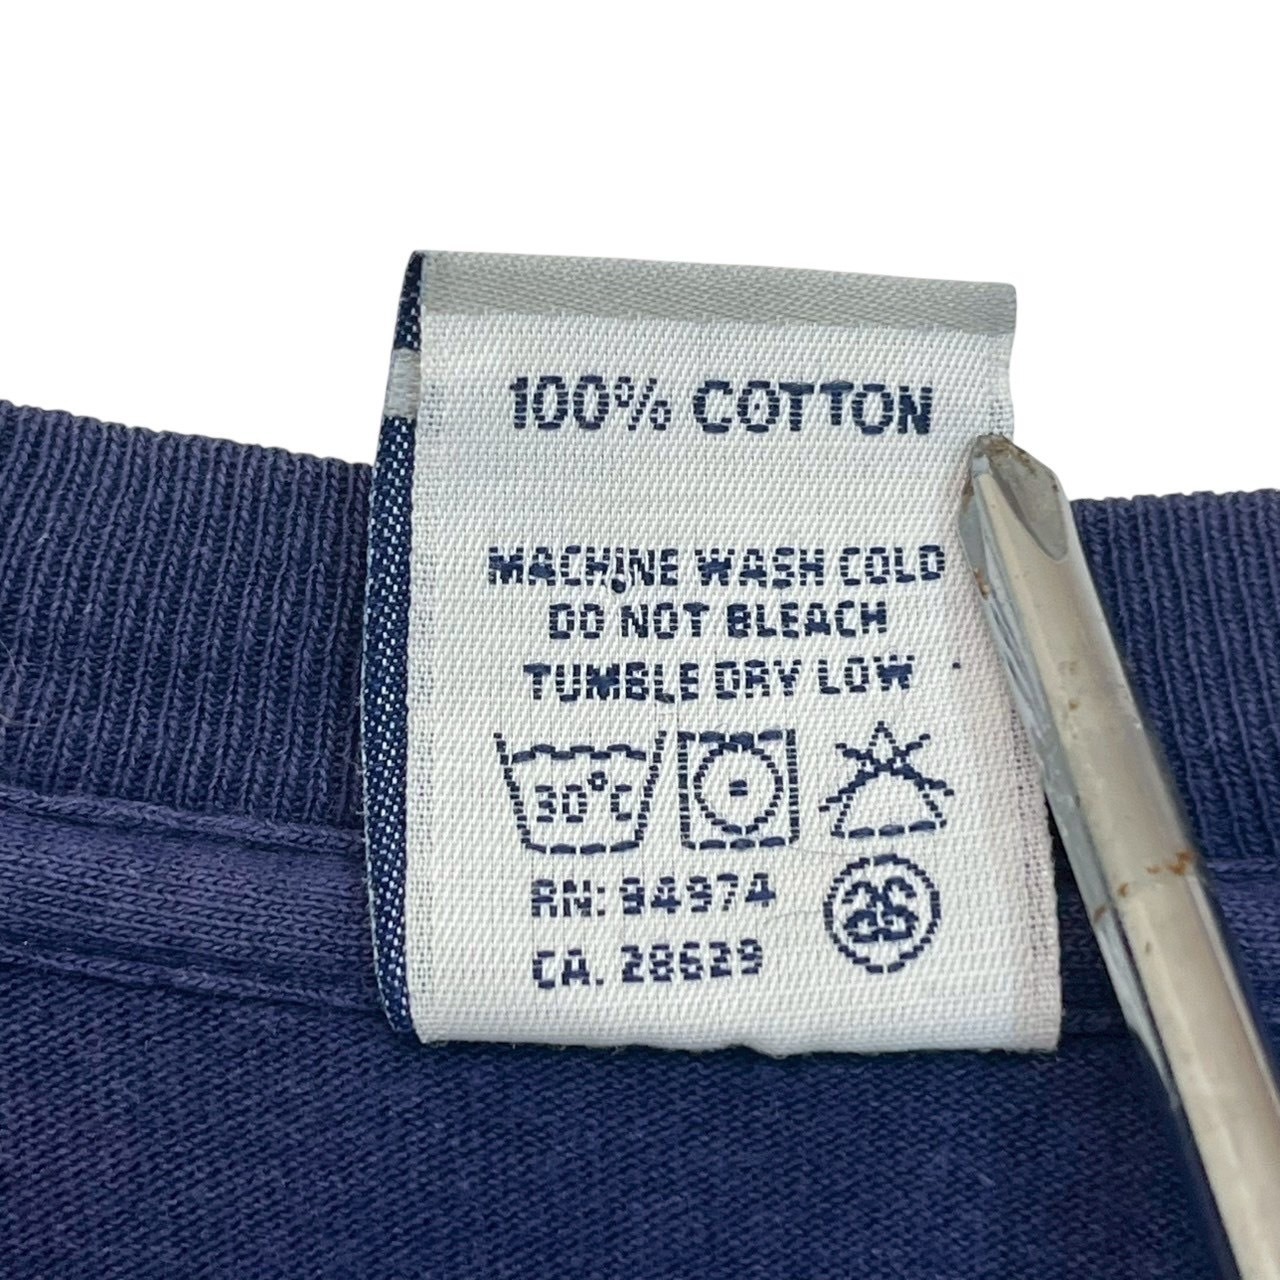 100% COTTON
MACHINE WASH COLD
DO NOT BLEACH
TUMBLE DRY LOW
30°C
RN: 94974
CA. 28629